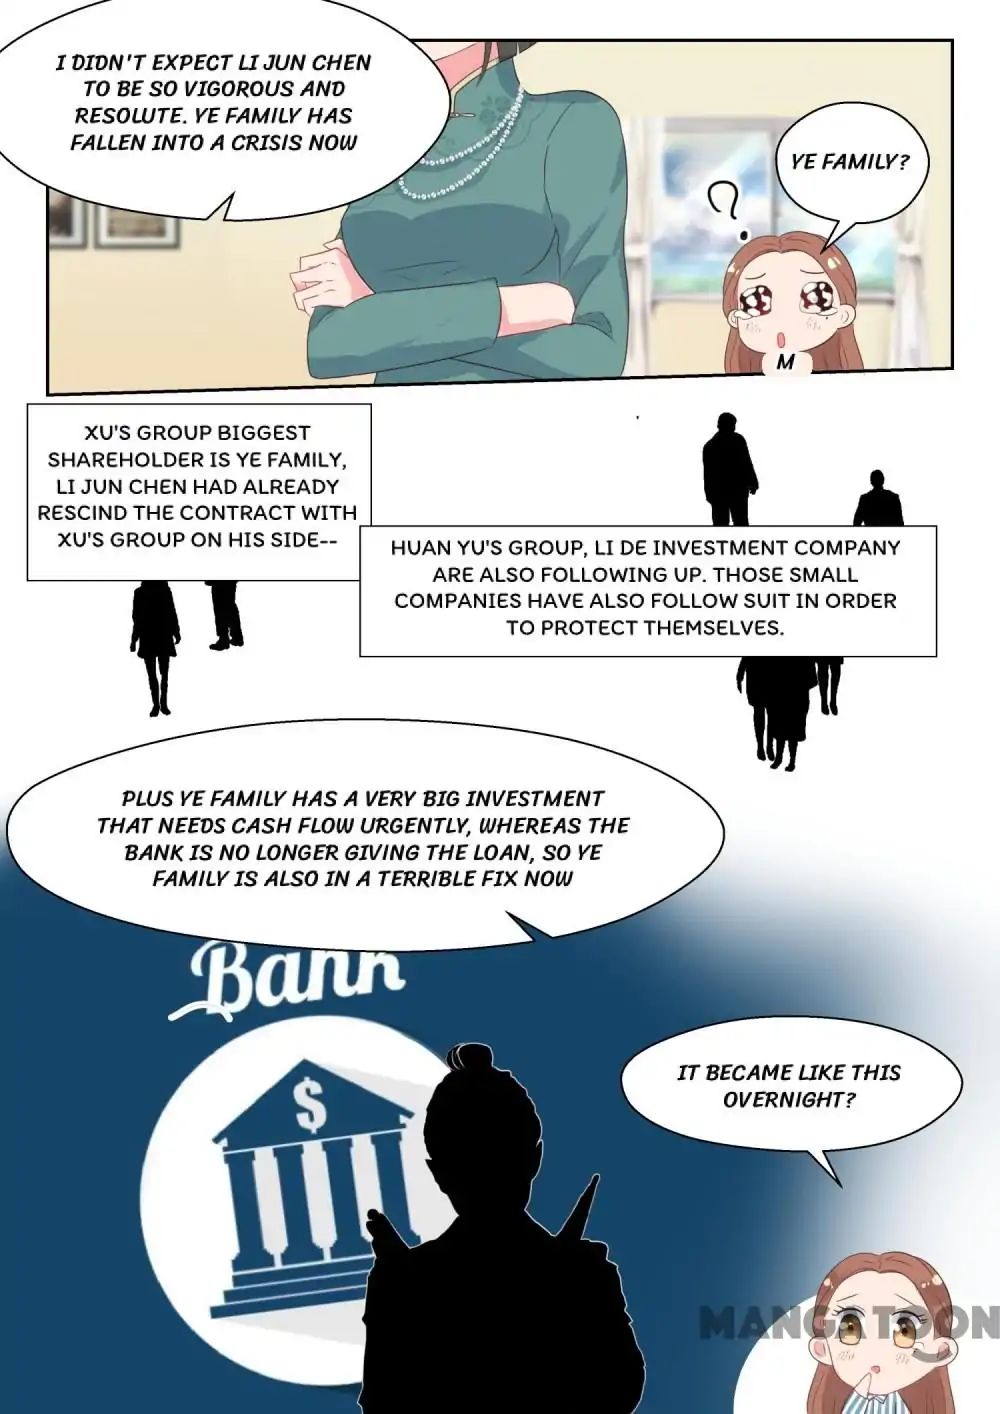 I DIDN'T EXPECT LI JUN CHEN
TO BE SO VIGOROUS AND
RESOLUTE. YE FAMILY HAS
FALLEN INTO A CRISIS NOW
YE FAMILY?
M
XU'S GROUP BIGGEST
SHAREHOLDER IS YE FAMILY,
LI JUN CHEN HAD ALREADY
RESCIND THE CONTRACT WITH
XU'S GROUP ON HIS SIDE--
HUAN YU'S GROUP, LI DE INVESTMENT COMPANY
ARE ALSO FOLLOWING UP. THOSE SMALL
COMPANIES HAVE ALSO FOLLOW SUIT IN ORDER
TO PROTECT THEMSELVES.
PLUS YE FAMILY HAS A VERY BIG INVESTMENT
THAT NEEDS CASH FLOW URGENTLY, WHEREAS THE
BANK IS NO LONGER GIVING THE LOAN, SO YE
FAMILY IS ALSO IN A TERRIBLE FIX NOW
Bank
$
IT BECAME LIKE THIS
OVERNIGHT?
MANGATOON